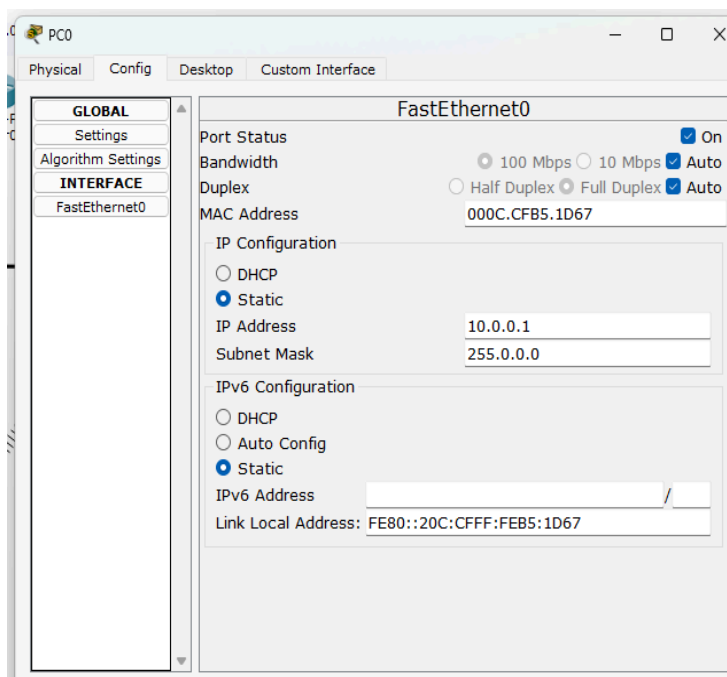 PC0
Physical Config Desktop Custom Interface
GLOBAL
Settings
Algorithm Settings
INTERFACE
FastEthernet0
FastEthernet0
Port Status On
Bandwidth 100 Mbps 10 Mbps Auto
Duplex Half Duplex Full Duplex Auto
MAC Address 000C.CFB5.1D67
IP Configuration
DHCP
Static
IP Address 10.0.0.1
Subnet Mask 255.0.0.0
IPv6 Configuration
DHCP
Auto Config
Static
IPv6 Address /
Link Local Address: FE80::20C:CFFF:FEB5:1D67